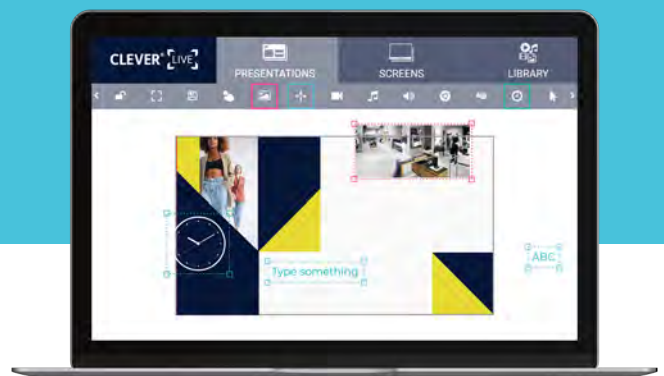 CLEVER® [LIVE]
PRESENTATIONS
SCREENS
LIBRARY
Type something
ABC